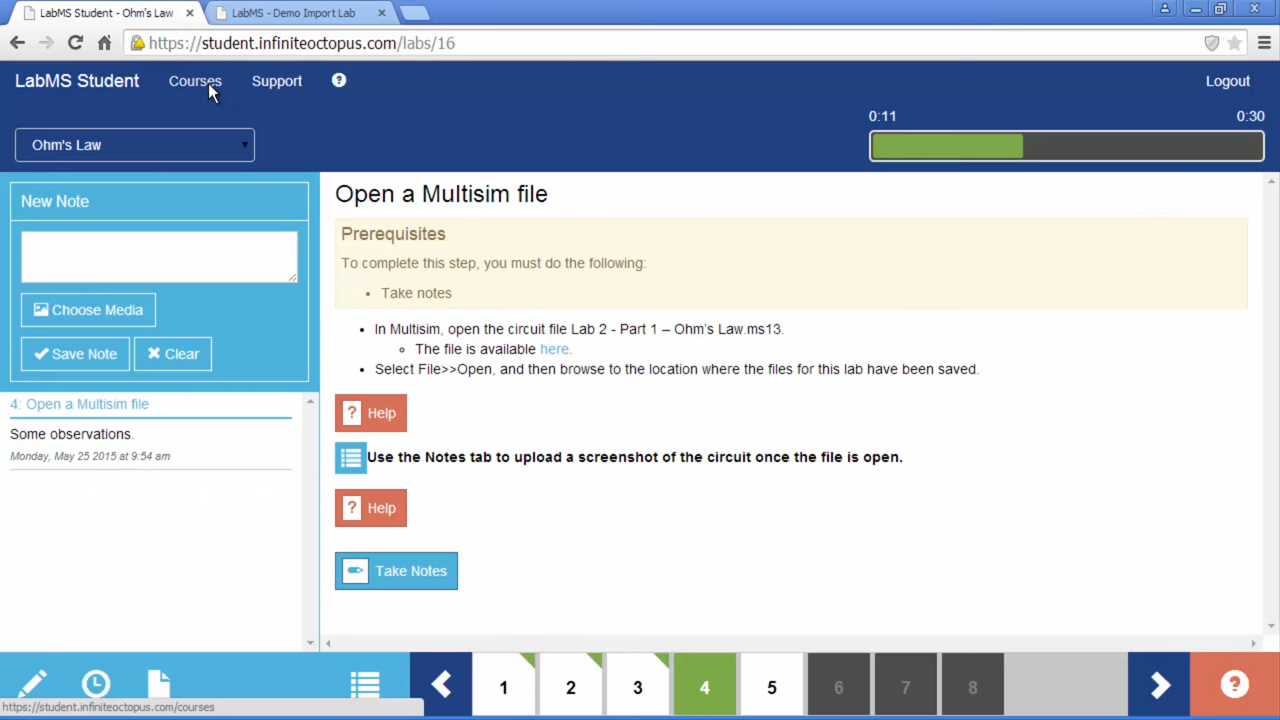 LabMS Student - Ohm's Law
LabMS - Demo Import Lab
https://student.infiniteoctopus.com/labs/16
LabMS Student
Courses
Support
?
Logout
Ohm's Law
0:11
0:30
New Note
Choose Media
Save Note
Clear
4: Open a Multisim file
Some observations.
Monday, May 25 2015 at 9:54 am
Open a Multisim file
Prerequisites
To complete this step, you must do the following:
• Take notes
• In Multisim, open the circuit file Lab 2 - Part 1 – Ohm's Law.ms13.
The file is available here.
• Select File>>Open, and then browse to the location where the files for this lab have been saved.
? Help
Use the Notes tab to upload a screenshot of the circuit once the file is open.
? Help
Take Notes
1 2 3 4 5 6 7 8
?
https://student.infiniteoctopus.com/courses